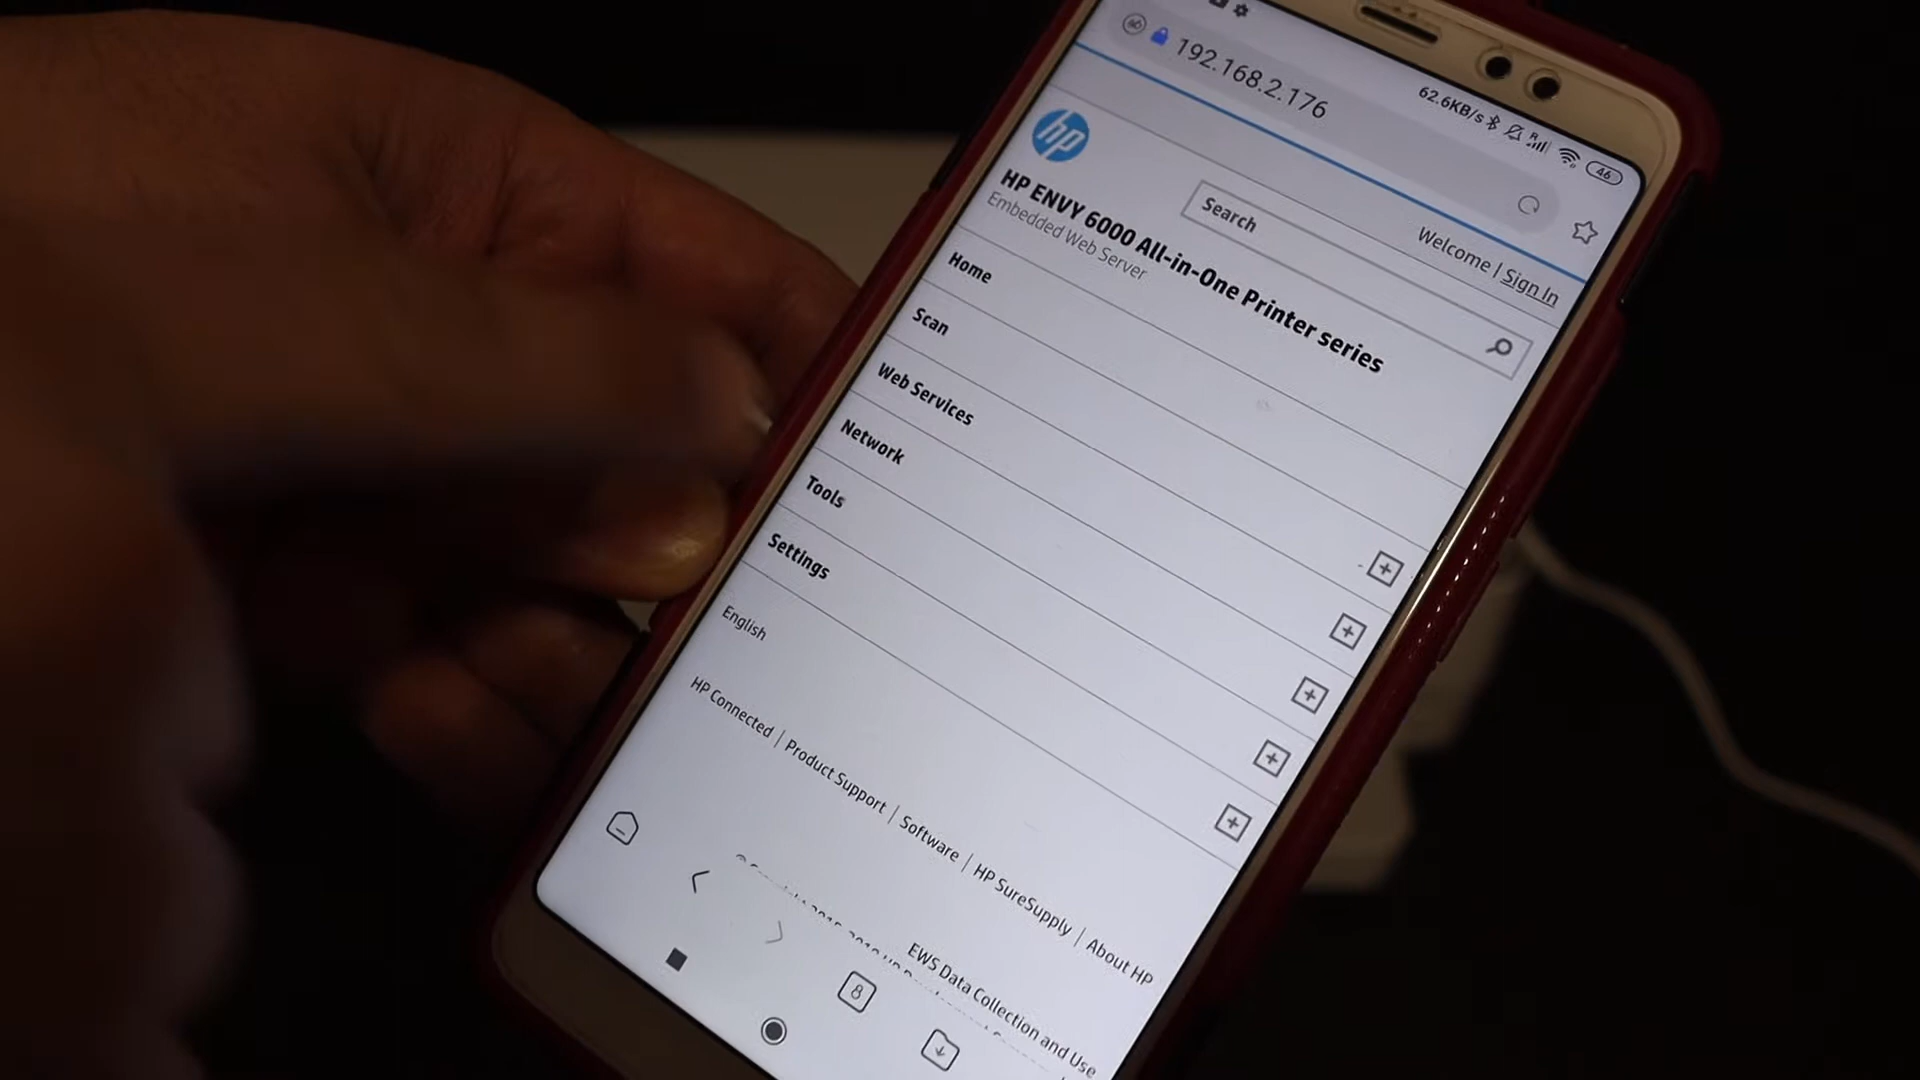 192.168.2.176
62.6KB/s
R
46
hp
Welcome | Sign In
Search
HP ENVY 6000 All-in-One Printer series
Embedded Web Server
Home
Scan
Web Services
Network
Tools
Settings
English
HP Connected | Product Support | Software | HP SureSupply | About HP
EWS Data Collection and Use
8